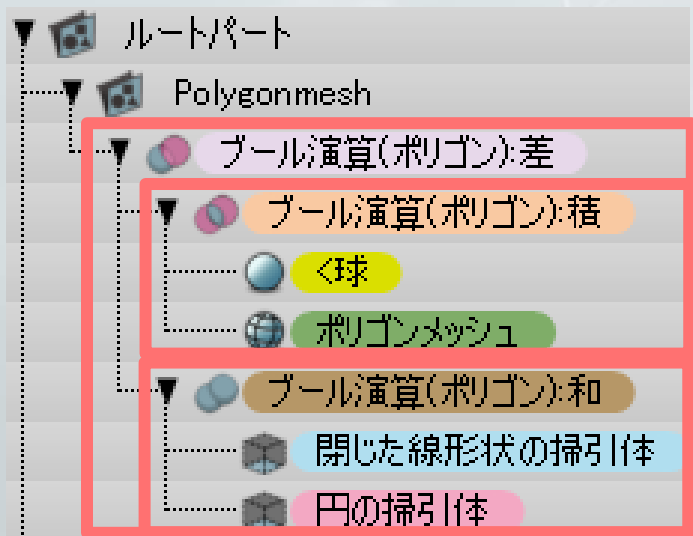 ルートパート
Polygonmesh
ブール演算(ポリゴン):差
ブール演算(ポリゴン):積
<球
ポリゴンメッシュ
ブール演算(ポリゴン):和
閉じた線形状の掃引体
円の掃引体